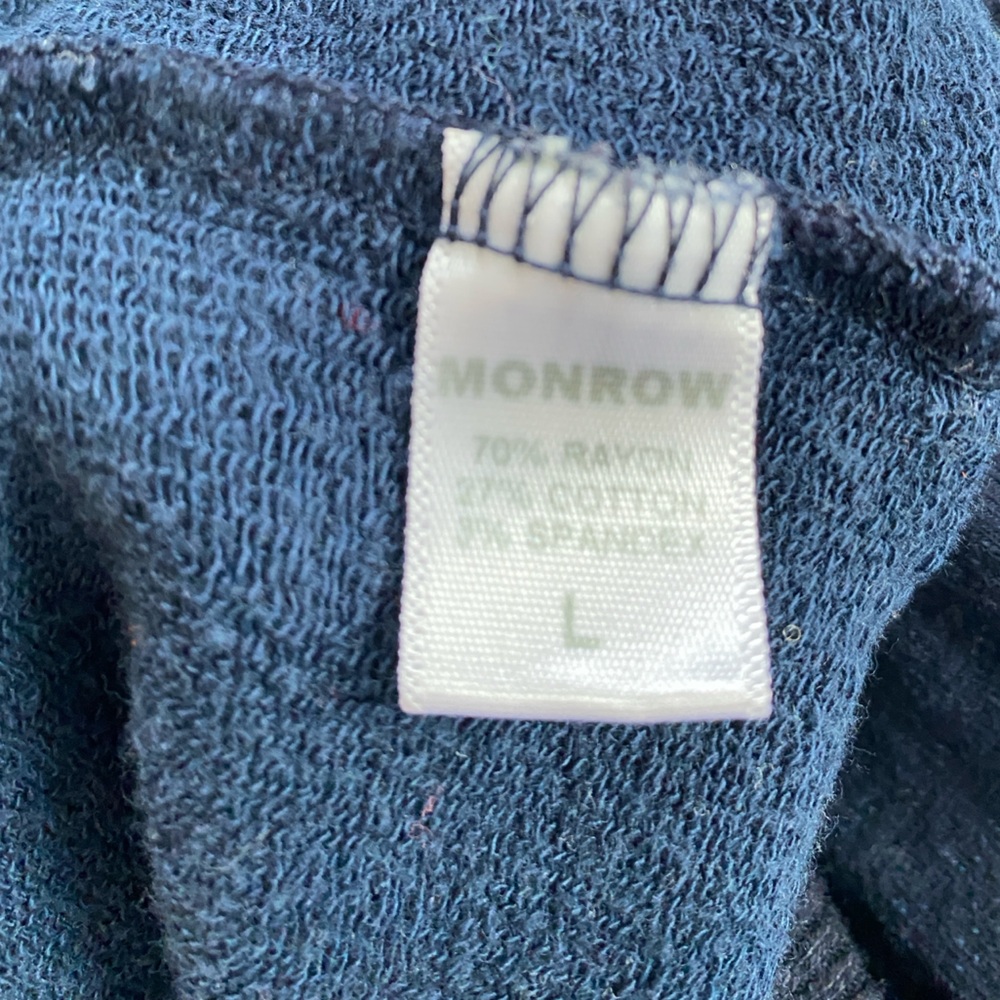 MONROW
70% RAYON
27% COTTON
3% SPANDEX
L